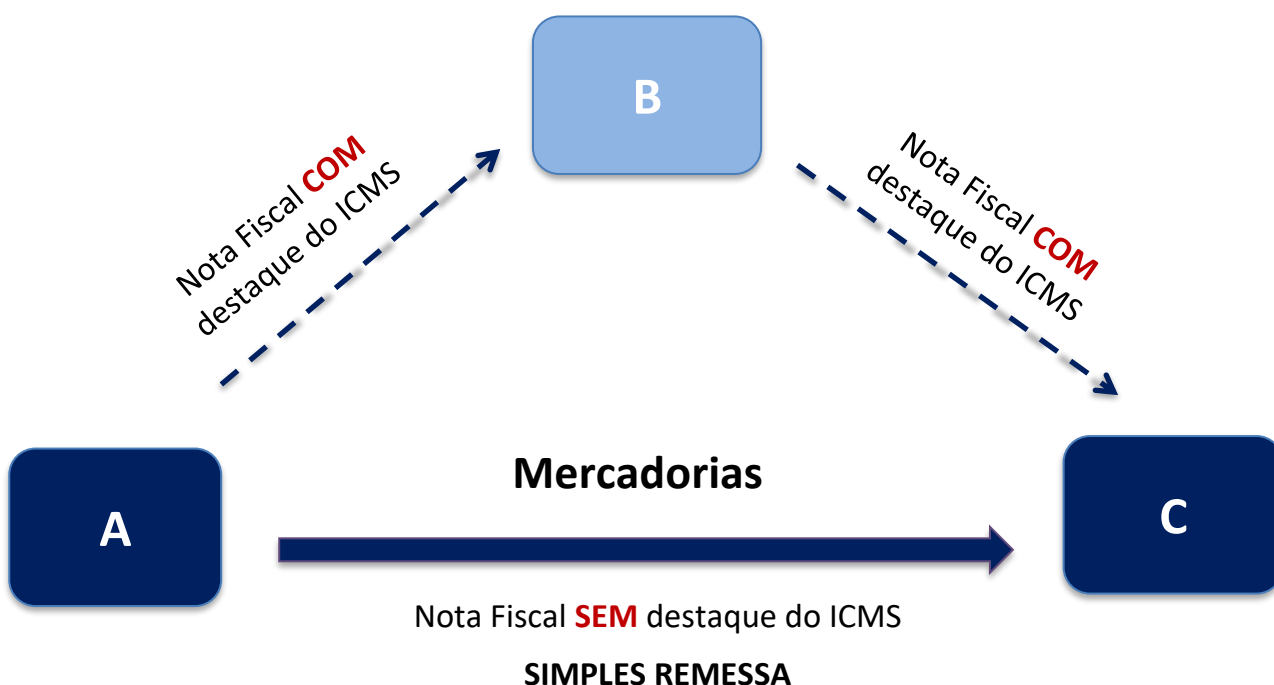 B
Nota Fiscal COM
destaque do ICMS
Nota Fiscal COM
destaque do ICMS
A
Mercadorias
C
Nota Fiscal SEM destaque do ICMS
SIMPLES REMESSA